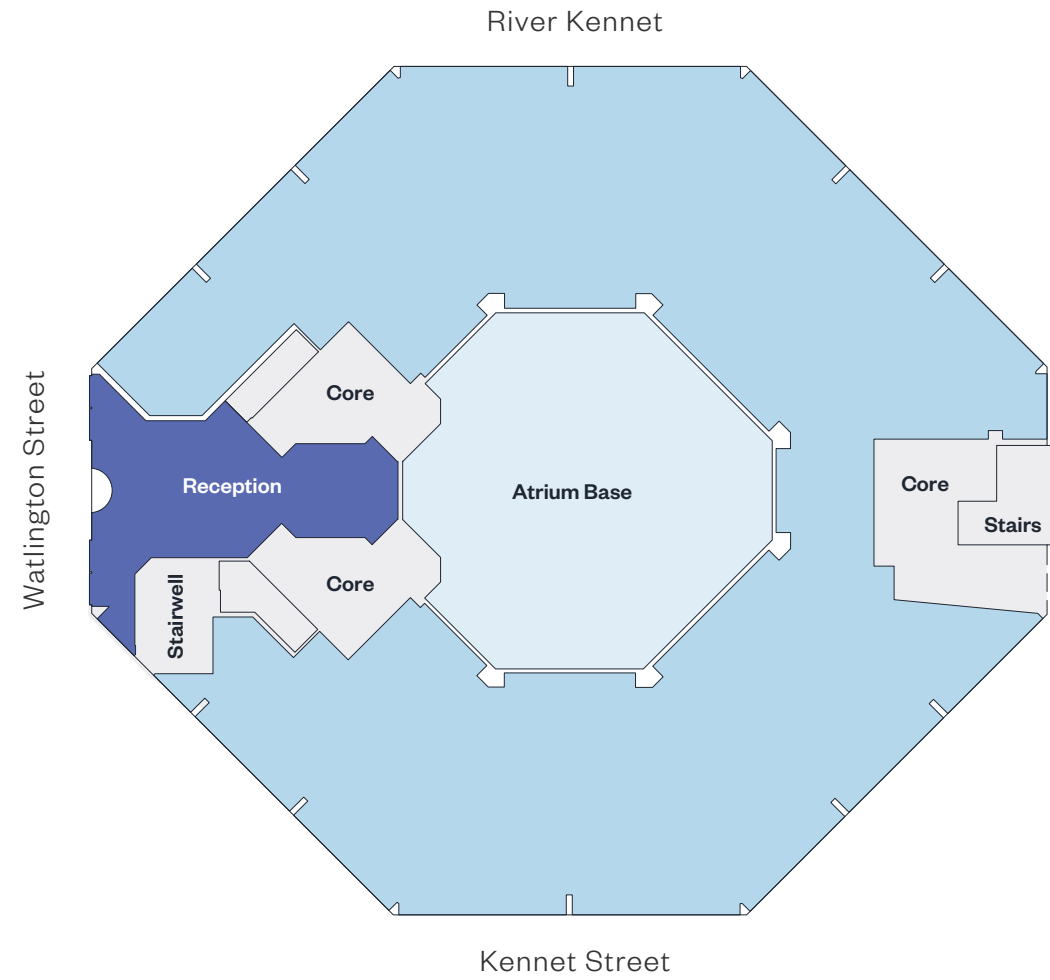 River Kennet
Watlington Street
Core
Reception
Atrium Base
Core
Stairs
Core
Stairwell
Kennet Street